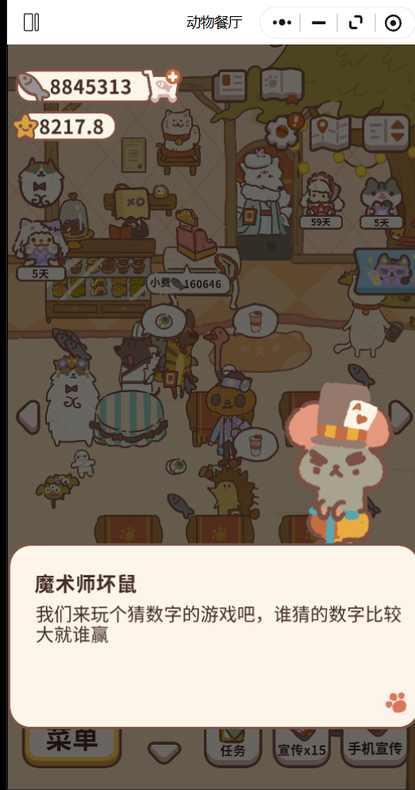 动物餐厅
8845313
8217.8
XO
59天
5天
5天
小费 160646
A
魔术师坏鼠
我们来玩个猜数字的游戏吧，谁猜的数字比较
大就谁赢
菜单
任务
宣传x15
手机宣传